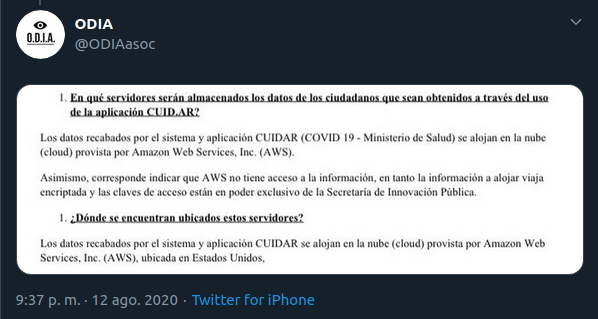 O.D.I.A.
ODIA
@ODIAasoc
1. En qué servidores serán almacenados los datos de los ciudadanos que sean obtenidos a través del uso
de la aplicación CUID.AR?
Los datos recabados por el sistema y aplicación CUIDAR (COVID 19 - Ministerio de Salud) se alojan en la nube
(cloud) provista por Amazon Web Services, Inc. (AWS).
Asimismo, corresponde indicar que AWS no tiene acceso a la información, en tanto la información a alojar viaja
encriptada y las claves de acceso están en poder exclusivo de la Secretaría de Innovación Pública.
1. ¿Dónde se encuentran ubicados estos servidores?
Los datos recabados por el sistema y aplicación CUIDAR se alojan en la nube (cloud) provista por Amazon Web
Services, Inc. (AWS), ubicada en Estados Unidos,
9:37 p. m. · 12 ago. 2020 · Twitter for iPhone